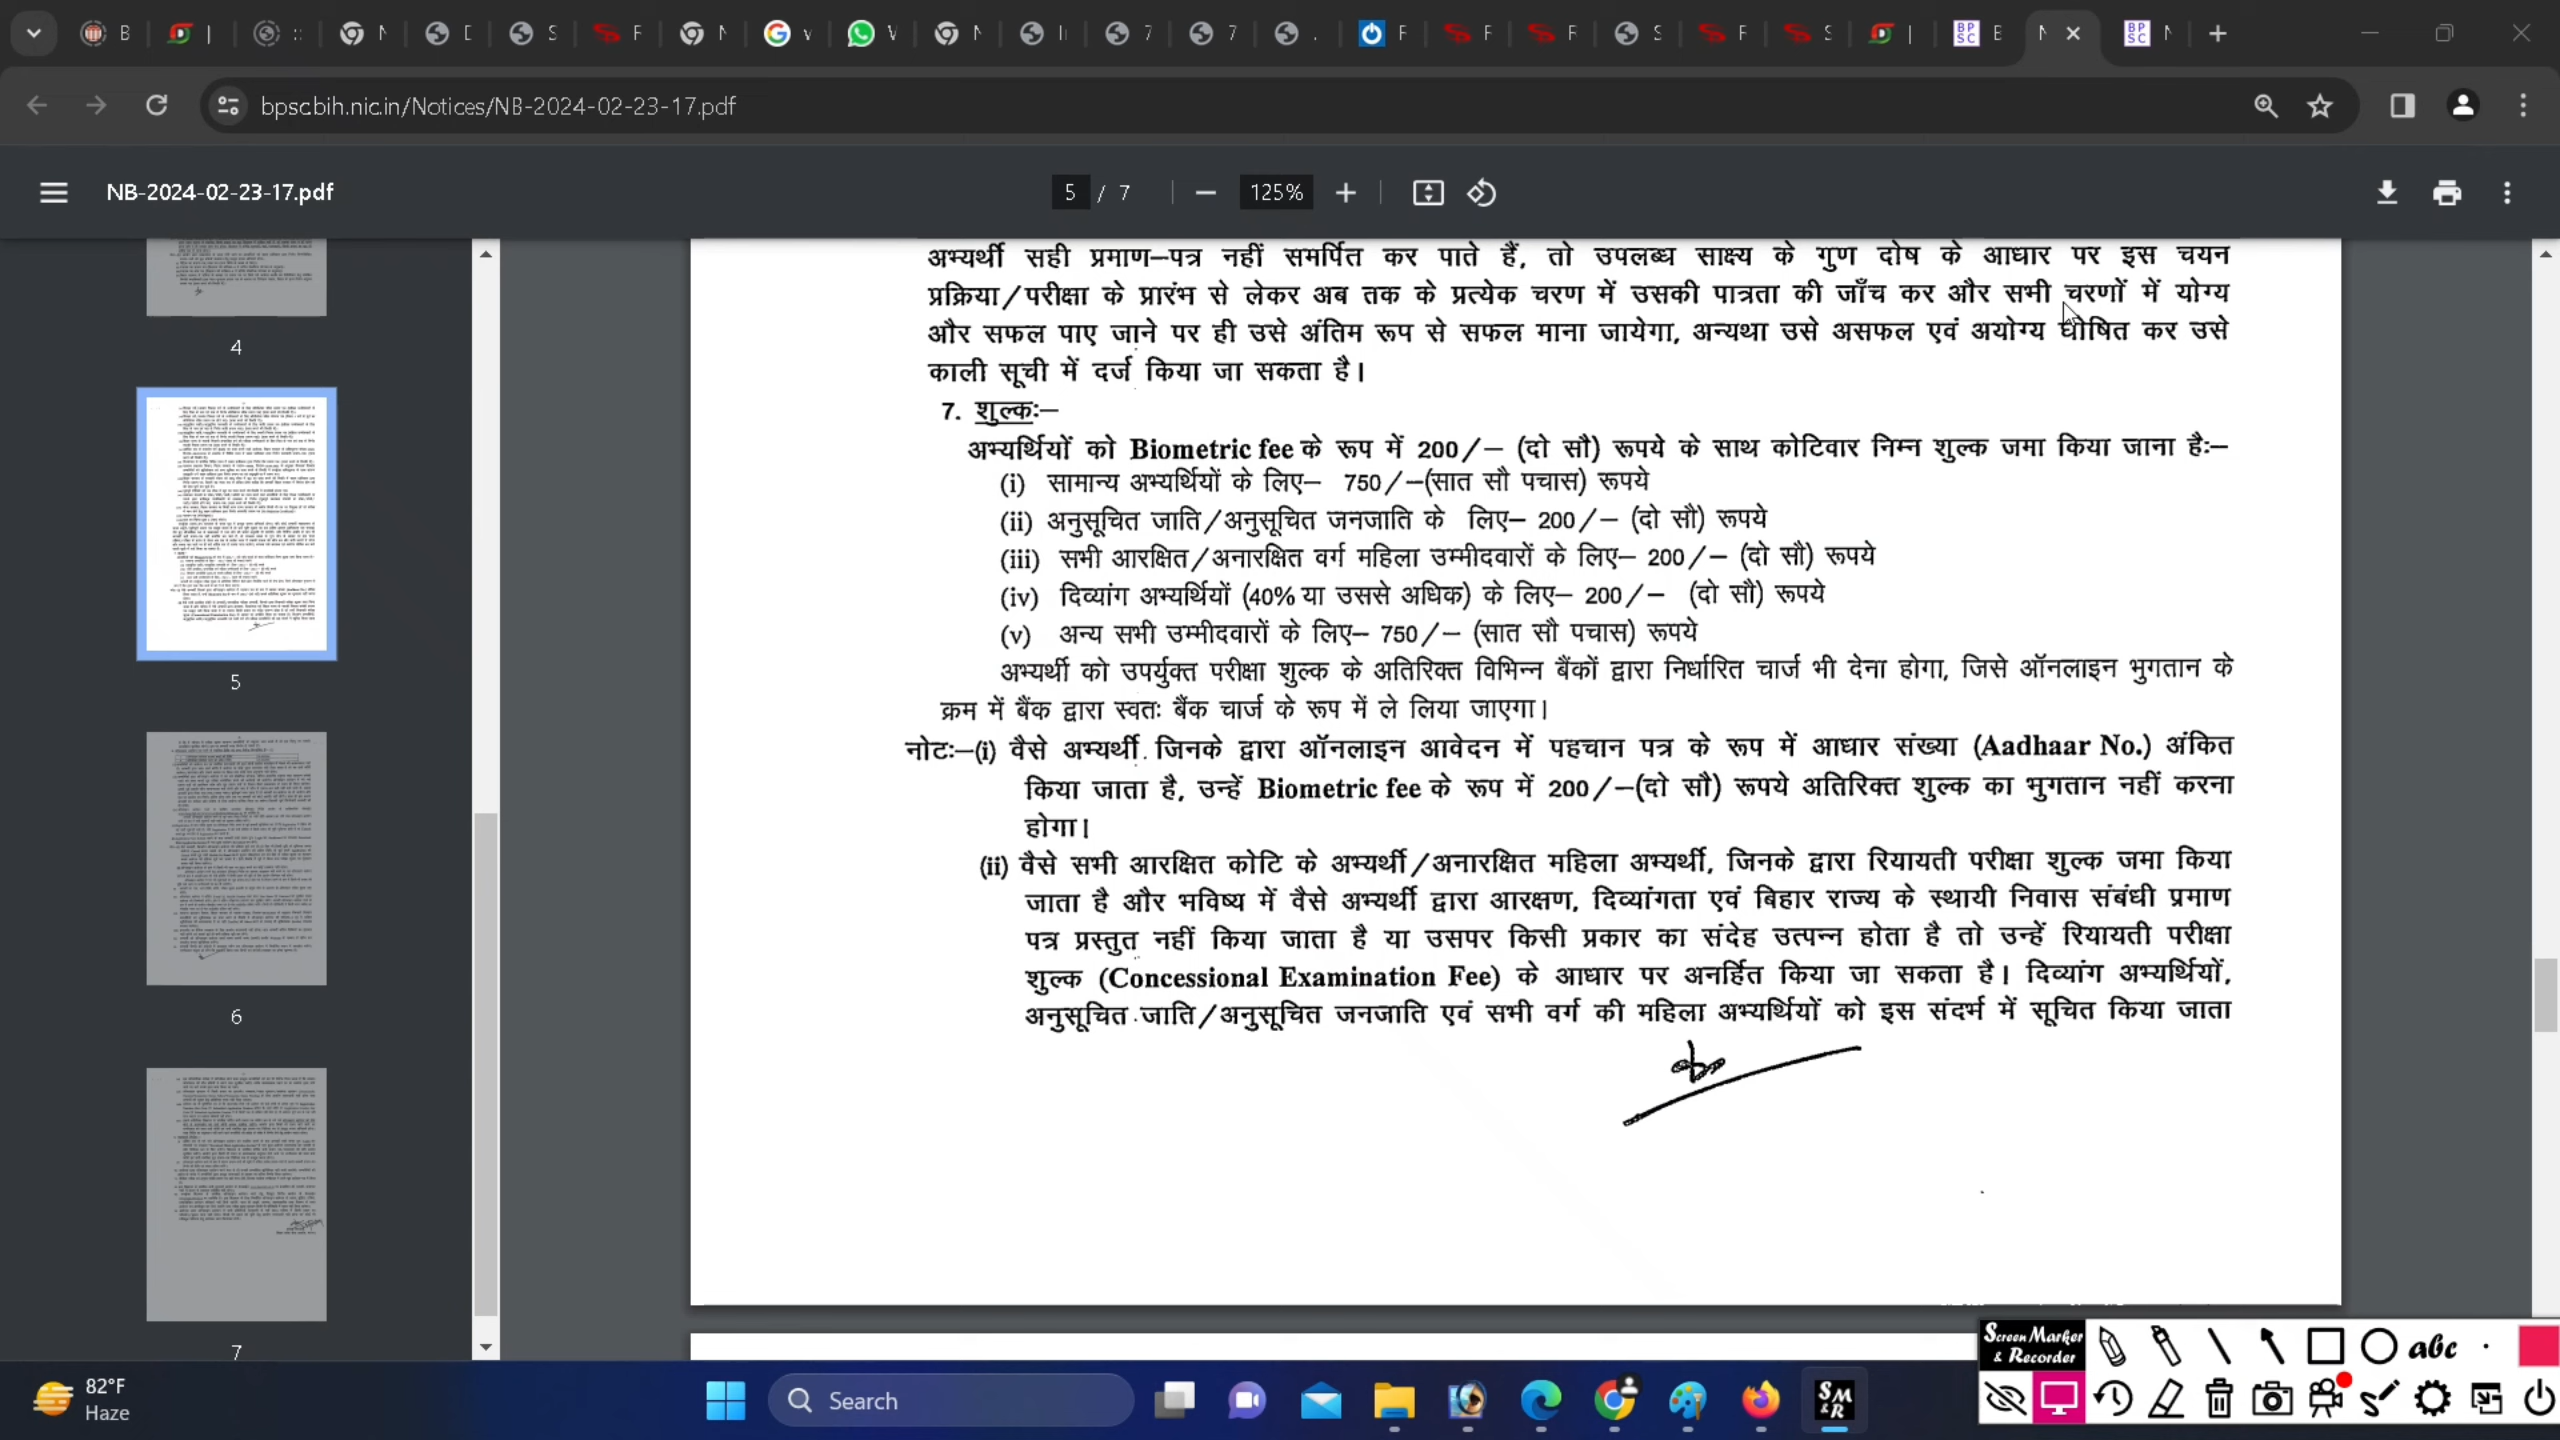 bpsc.bih.nic.in/Notices/NB-2024-02-23-17.pdf
NB-2024-02-23-17.pdf
5 / 7
125%
4
5
6
7
अभ्यर्थी सही प्रमाण–पत्र नहीं समर्पित कर पाते हैं, तो उपलब्ध साक्ष्य के गुण दोष के आधार पर इस चयन
प्रक्रिया/परीक्षा के प्रारंभ से लेकर अब तक के प्रत्येक चरण में उसकी पात्रता की जाँच कर और सभी चरणों में योग्य
और सफल पाए जाने पर ही उसे अंतिम रूप से सफल माना जायेगा, अन्यथा उसे असफल एवं अयोग्य घोषित कर उसे
काली सूची में दर्ज किया जा सकता है।
7. शुल्कः–
अभ्यर्थियों को Biometric fee के रूप में 200/– (दो सौ) रूपये के साथ कोटिवार निम्न शुल्क जमा किया जाना हैः–
(i) सामान्य अभ्यर्थियों के लिए– 750/–(सात सौ पचास) रूपये
(ii) अनुसूचित जाति/अनुसूचित जनजाति के लिए– 200/– (दो सौ) रूपये
(iii) सभी आरक्षित/अनारक्षित वर्ग महिला उम्मीदवारों के लिए– 200/– (दो सौ) रूपये
(iv) दिव्यांग अभ्यर्थियों (40% या उससे अधिक) के लिए– 200/– (दो सौ) रूपये
(v) अन्य सभी उम्मीदवारों के लिए– 750/– (सात सौ पचास) रूपये
अभ्यर्थी को उपर्युक्त परीक्षा शुल्क के अतिरिक्त विभिन्न बैंकों द्वारा निर्धारित चार्ज भी देना होगा, जिसे ऑनलाइन भुगतान के
क्रम में बैंक द्वारा स्वतः बैंक चार्ज के रूप में ले लिया जाएगा।
नोटः–(i) वैसे अभ्यर्थी जिनके द्वारा ऑनलाइन आवेदन में पहचान पत्र के रूप में आधार संख्या (Aadhaar No.) अंकित
किया जाता है, उन्हें Biometric fee के रूप में 200/–(दो सौ) रूपये अतिरिक्त शुल्क का भुगतान नहीं करना
होगा।
(ii) वैसे सभी आरक्षित कोटि के अभ्यर्थी/अनारक्षित महिला अभ्यर्थी, जिनके द्वारा रियायती परीक्षा शुल्क जमा किया
जाता है और भविष्य में वैसे अभ्यर्थी द्वारा आरक्षण, दिव्यांगता एवं बिहार राज्य के स्थायी निवास संबंधी प्रमाण
पत्र प्रस्तुत नहीं किया जाता है या उसपर किसी प्रकार का संदेह उत्पन्न होता है तो उन्हें रियायती परीक्षा
शुल्क (Concessional Examination Fee) के आधार पर अनर्हित किया जा सकता है। दिव्यांग अभ्यर्थियों,
अनुसूचित जाति/अनुसूचित जनजाति एवं सभी वर्ग की महिला अभ्यर्थियों को इस संदर्भ में सूचित किया जाता
Screen Marker
& Recorder
abc
82°F
Haze
Search
SM
&R